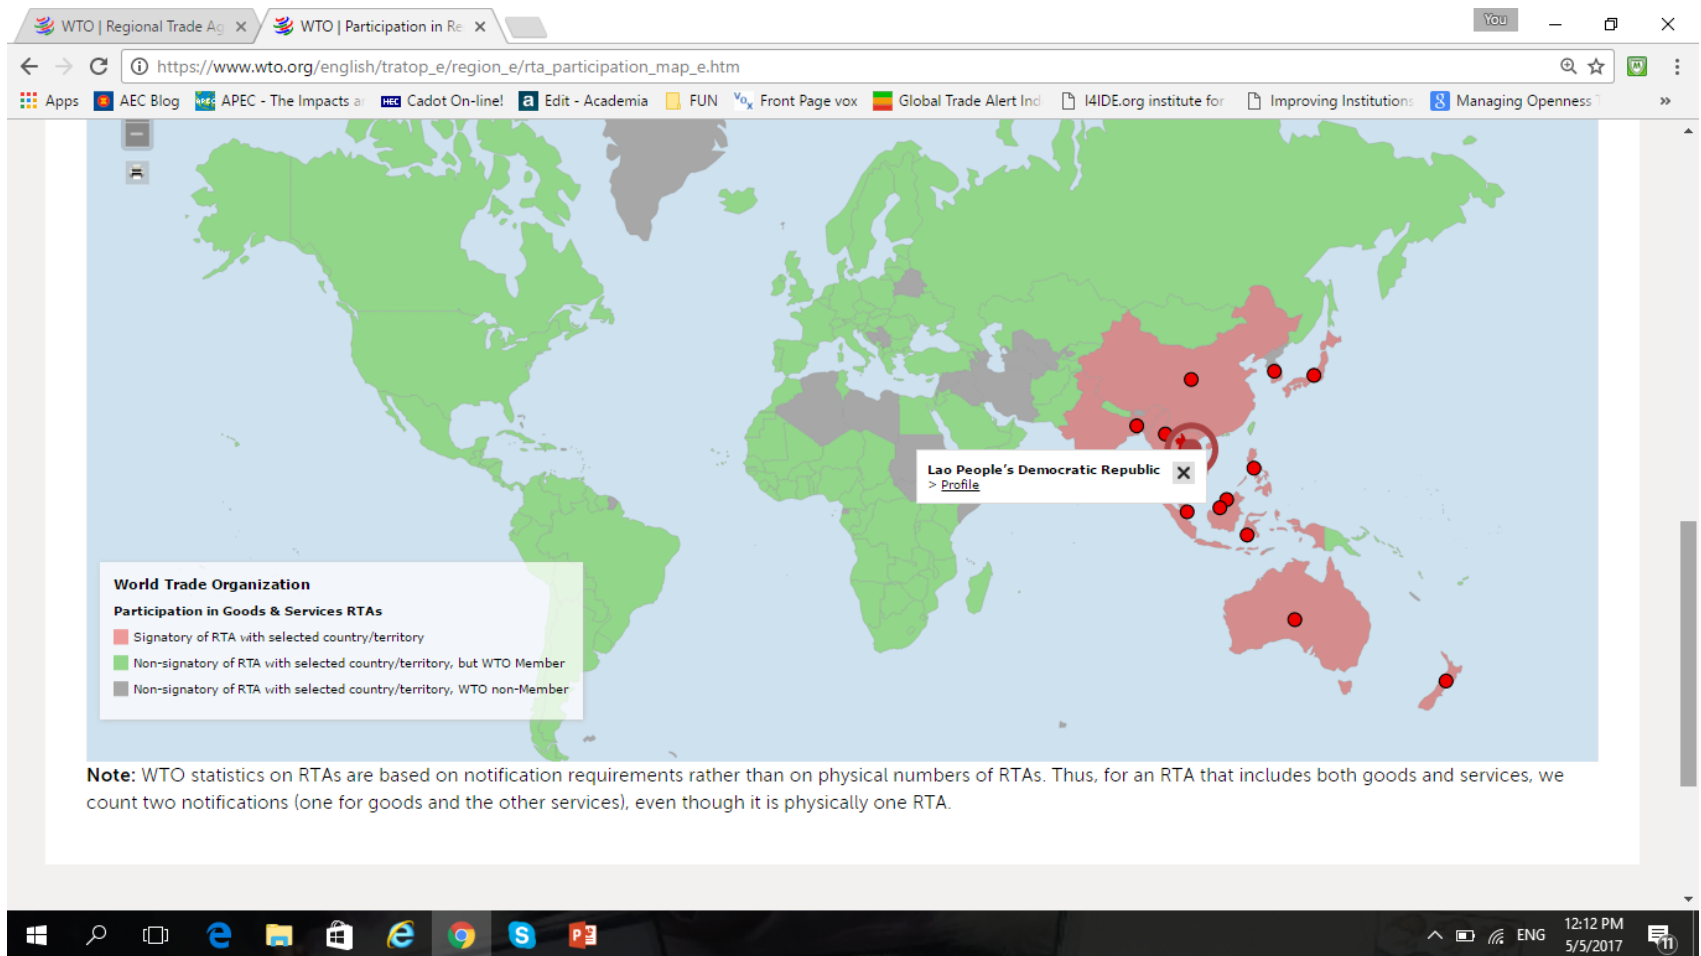 WTO | Regional Trade Ag
WTO | Participation in Re
You
https://www.wto.org/english/tratop_e/region_e/rta_participation_map_e.htm
Apps
AEC Blog
APEC - The Impacts a
HEC
Cadot On-line!
a
Edit - Academia
FUN
Vox
Front Page vox
Global Trade Alert Ind
I4IDE.org institute for
Improving Institutions
8
Managing Openness T
»
Lao People's Democratic Republic
> Profile
World Trade Organization
Participation in Goods & Services RTAs
Signatory of RTA with selected country/territory
Non-signatory of RTA with selected country/territory, but WTO Member
Non-signatory of RTA with selected country/territory, WTO non-Member
Note: WTO statistics on RTAs are based on notification requirements rather than on physical numbers of RTAs. Thus, for an RTA that includes both goods and services, we
count two notifications (one for goods and the other services), even though it is physically one RTA.
ENG
12:12 PM
5/5/2017
11